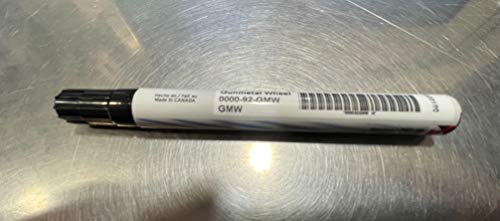 Hecho en / Fait au
Made in CANADA
Gunmetal Wheel
0000-92-GMW
GMW